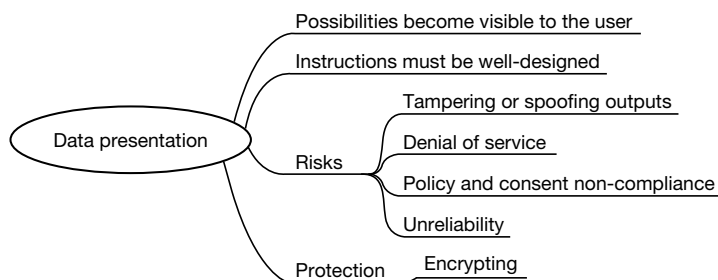 Possibilities become visible to the user
Instructions must be well-designed
Tampering or spoofing outputs
Data presentation
Denial of service
Risks
Policy and consent non-compliance
Unreliability
Encrypting
Protection